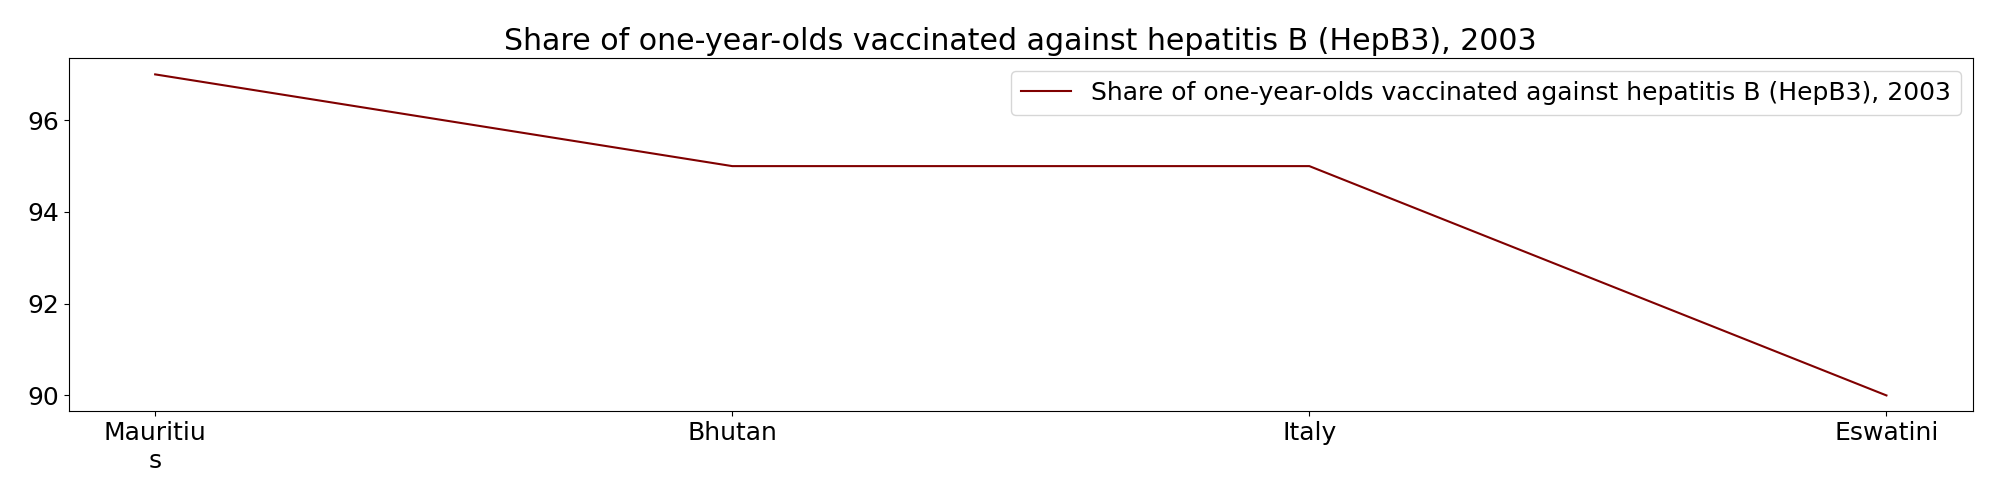 Share of one-year-olds vaccinated against hepatitis B (HepB3), 2003
Share of one-year-olds vaccinated against hepatitis B (HepB3), 2003
96
94
92
90
Mauritiu
s
Bhutan
Italy
Eswatini